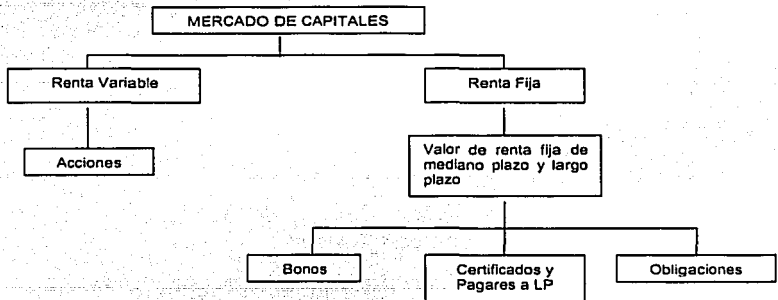 MERCADO DE CAPITALES
Renta Variable
Renta Fija
Acciones
Valor de renta fija de
mediano plazo y largo
plazo
Bonos
Certificados y
Pagares a LP
Obligaciones